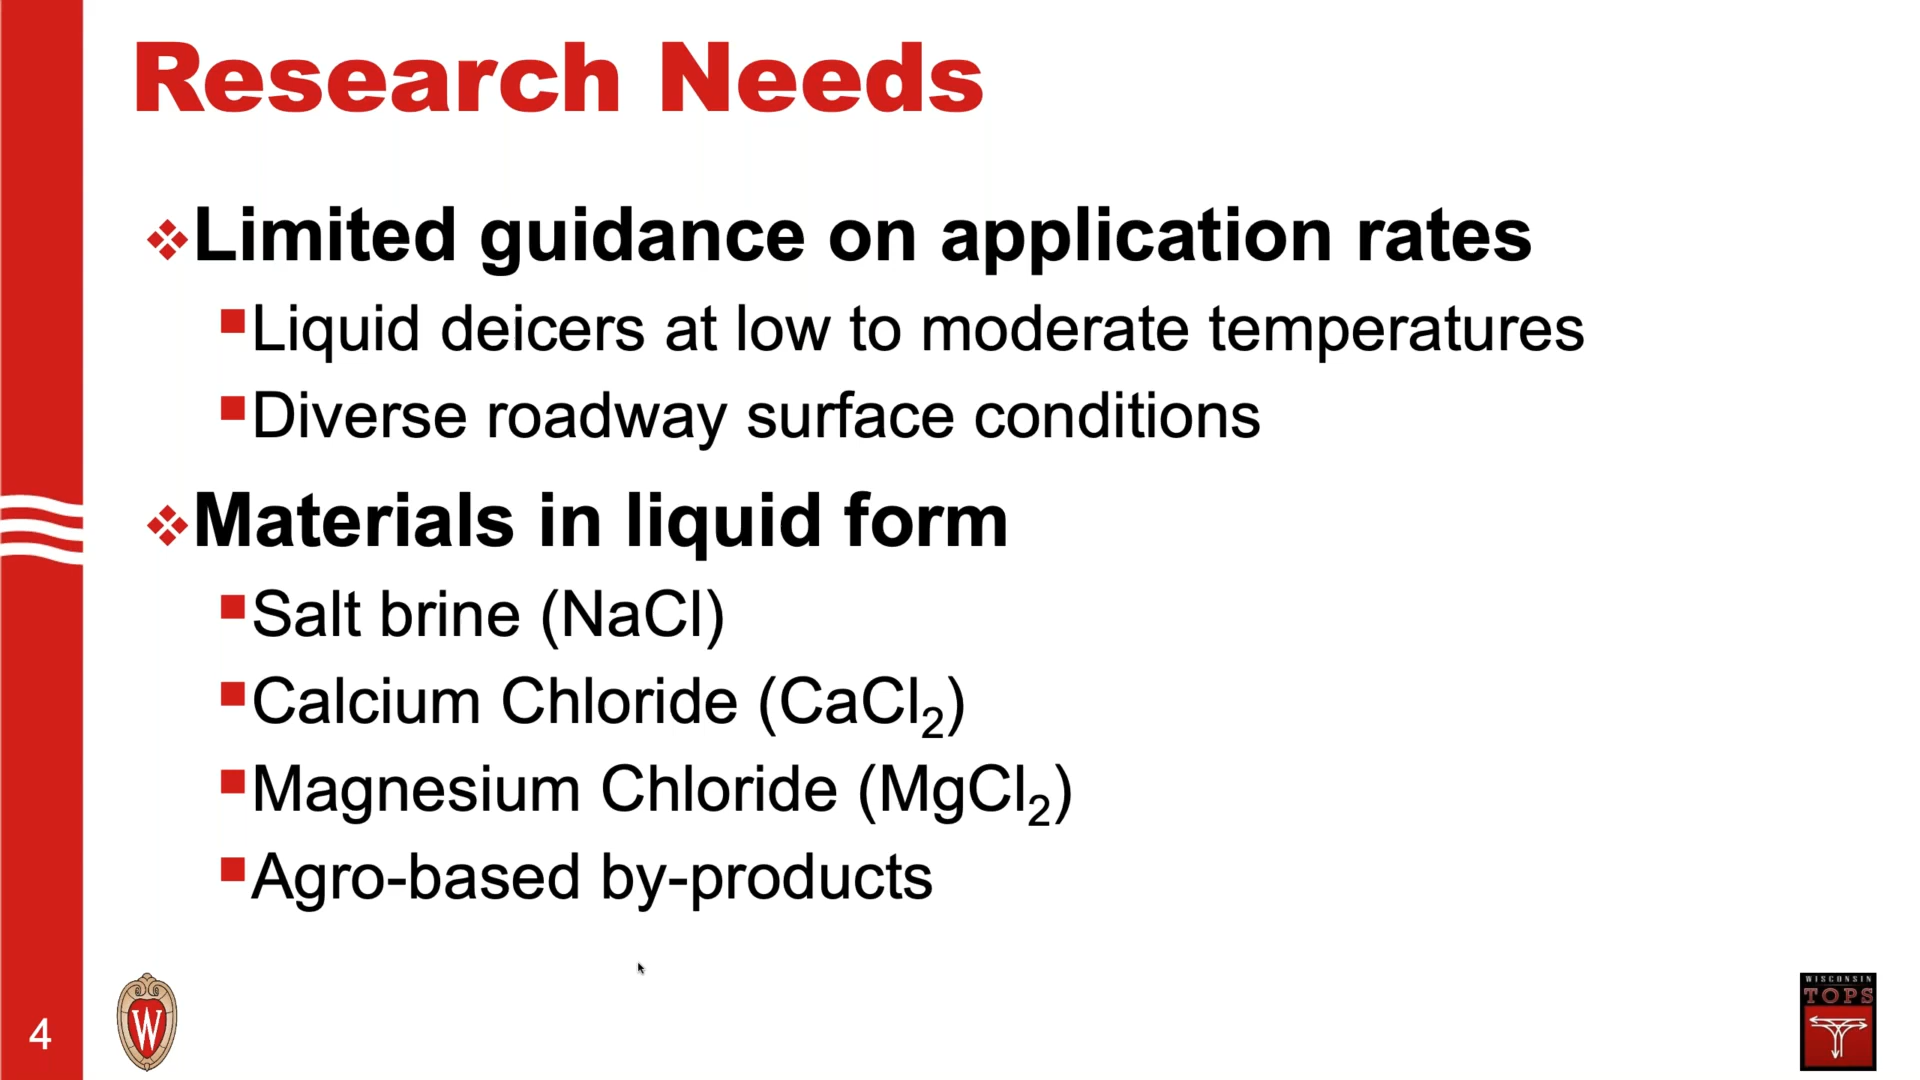 Research Needs
Limited guidance on application rates
Liquid deicers at low to moderate temperatures
Diverse roadway surface conditions
Materials in liquid form
Salt brine (NaCl)
Calcium Chloride (CaCl₂)
Magnesium Chloride (MgCl₂)
Agro-based by-products
4
W
WISCONSIN
TOPS